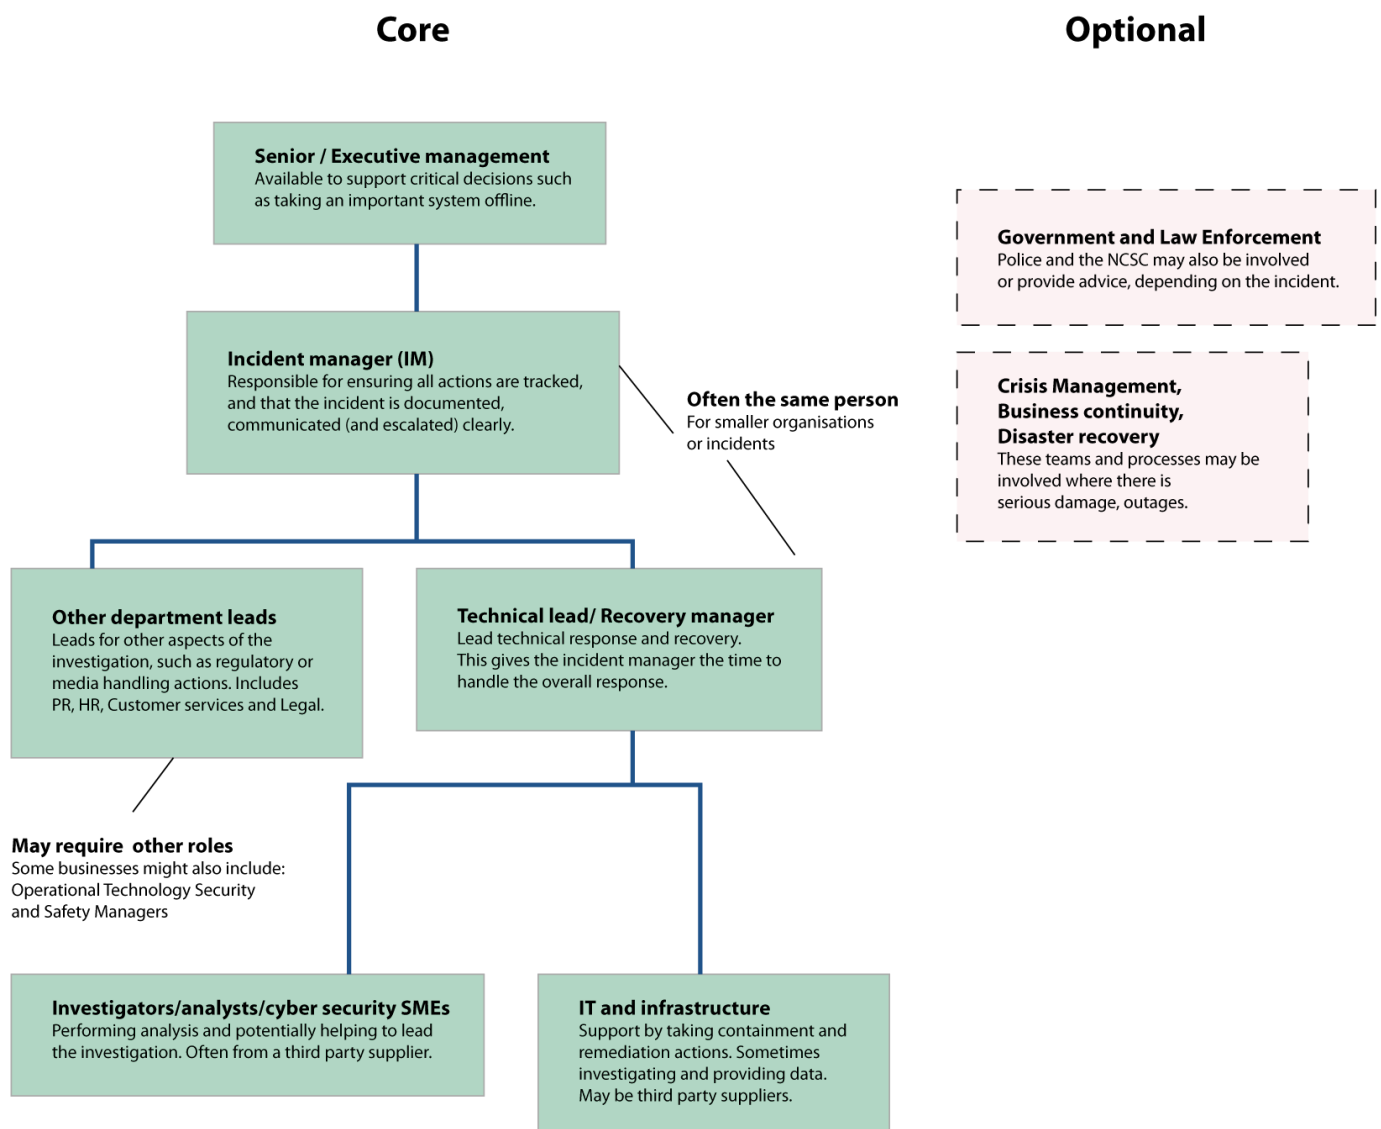 Core
Optional
Senior / Executive management
Available to support critical decisions such
as taking an important system offline.
Government and Law Enforcement
Police and the NCSC may also be involved
or provide advice, depending on the incident.
Incident manager (IM)
Responsible for ensuring all actions are tracked,
and that the incident is documented,
communicated (and escalated) clearly.
Often the same person
For smaller organisations
or incidents
Crisis Management,
Business continuity,
Disaster recovery
These teams and processes may be
involved where there is
serious damage, outages.
Other department leads
Leads for other aspects of the
investigation, such as regulatory or
media handling actions. Includes
PR, HR, Customer services and Legal.
Technical lead/ Recovery manager
Lead technical response and recovery.
This gives the incident manager the time to
handle the overall response.
May require  other roles
Some businesses might also include:
Operational Technology Security
and Safety Managers
Investigators/analysts/cyber security SMEs
Performing analysis and potentially helping to lead
the investigation. Often from a third party supplier.
IT and infrastructure
Support by taking containment and
remediation actions. Sometimes
investigating and providing data.
May be third party suppliers.